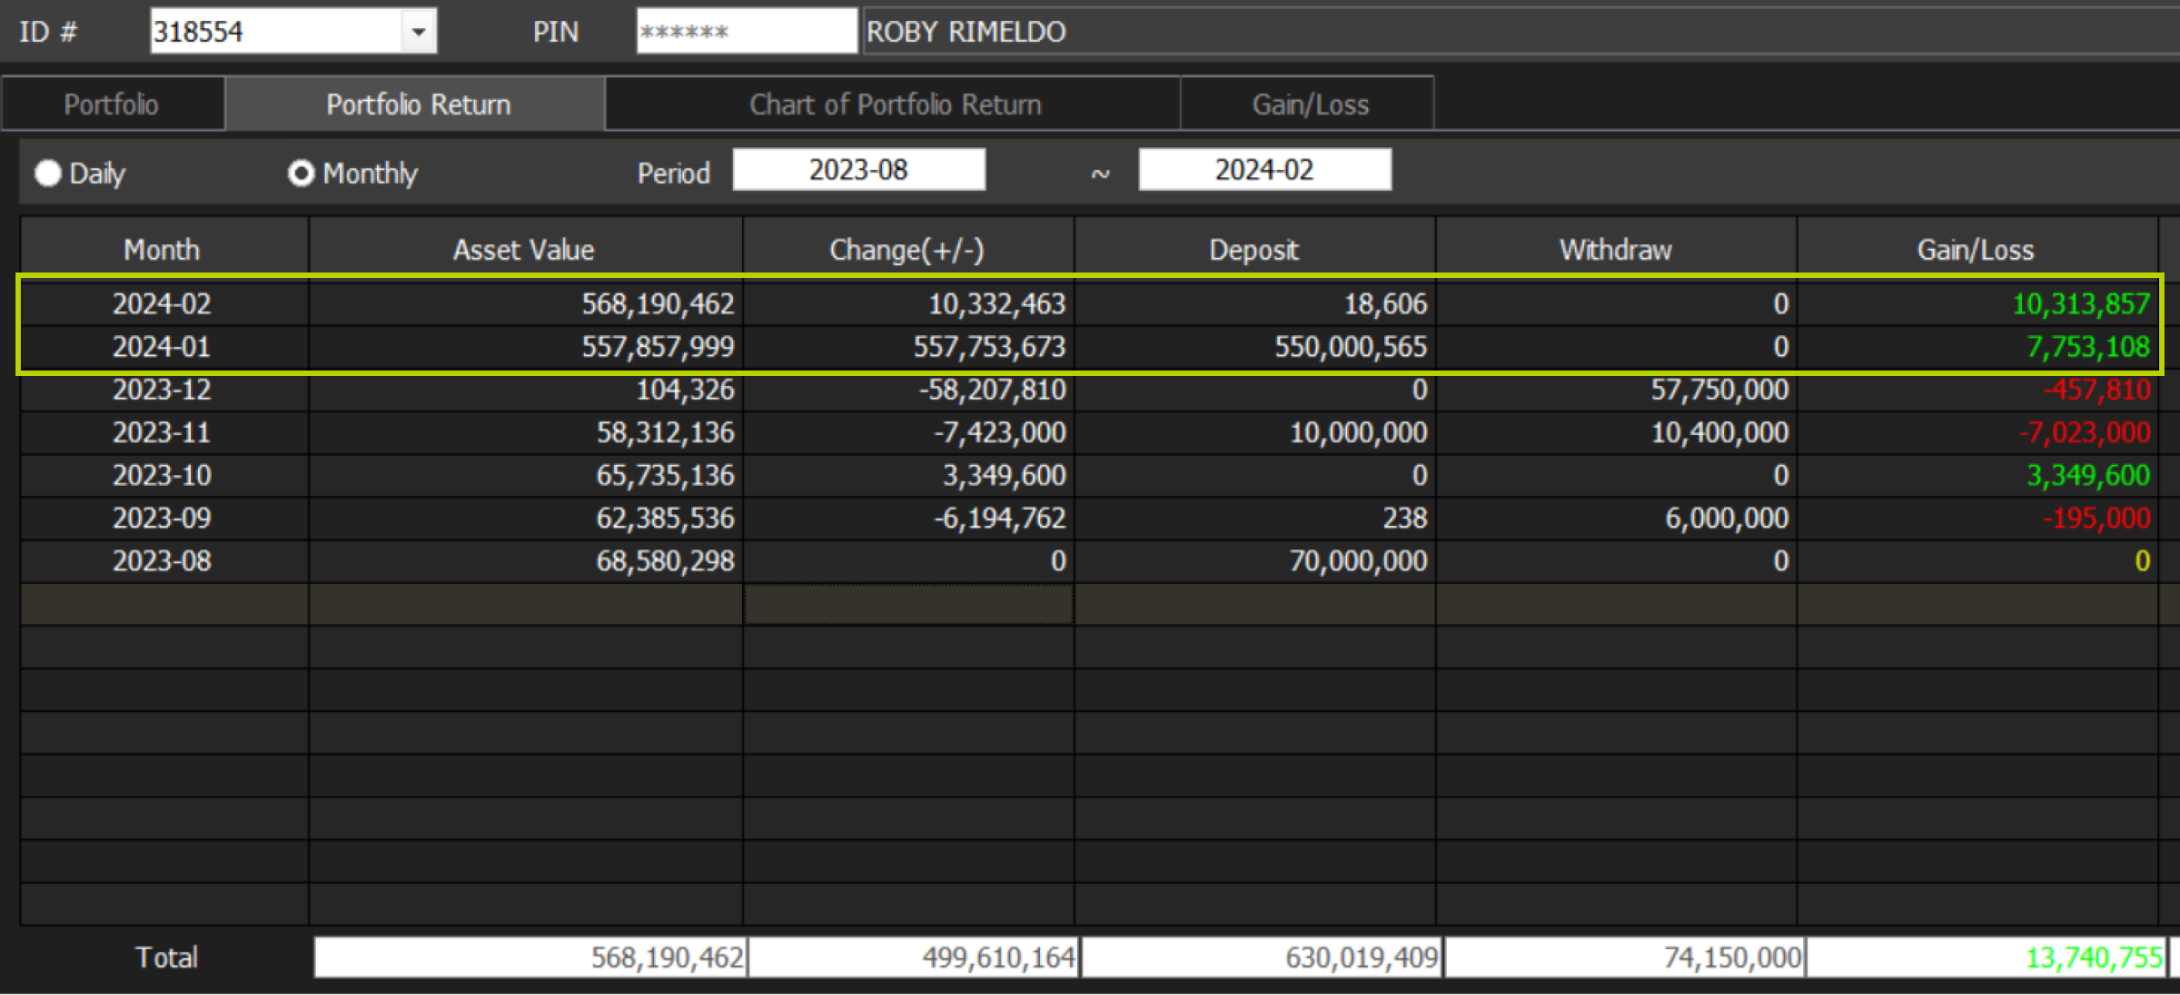 ID # 318554 PIN ****** ROBY RIMELDO
Portfolio Portfolio Return Chart of Portfolio Return Gain/Loss
Daily Monthly Period 2023-08 ~ 2024-02
Month Asset Value Change(+/-) Deposit Withdraw Gain/Loss
2024-02 568,190,462 10,332,463 18,606 0 10,313,857
2024-01 557,857,999 557,753,673 550,000,565 0 7,753,108
2023-12 104,326 -58,207,810 0 57,750,000 -457,810
2023-11 58,312,136 -7,423,000 10,000,000 10,400,000 -7,023,000
2023-10 65,735,136 3,349,600 0 0 3,349,600
2023-09 62,385,536 -6,194,762 238 6,000,000 -195,000
2023-08 68,580,298 0 70,000,000 0 0
Total 568,190,462 499,610,164 630,019,409 74,150,000 13,740,755